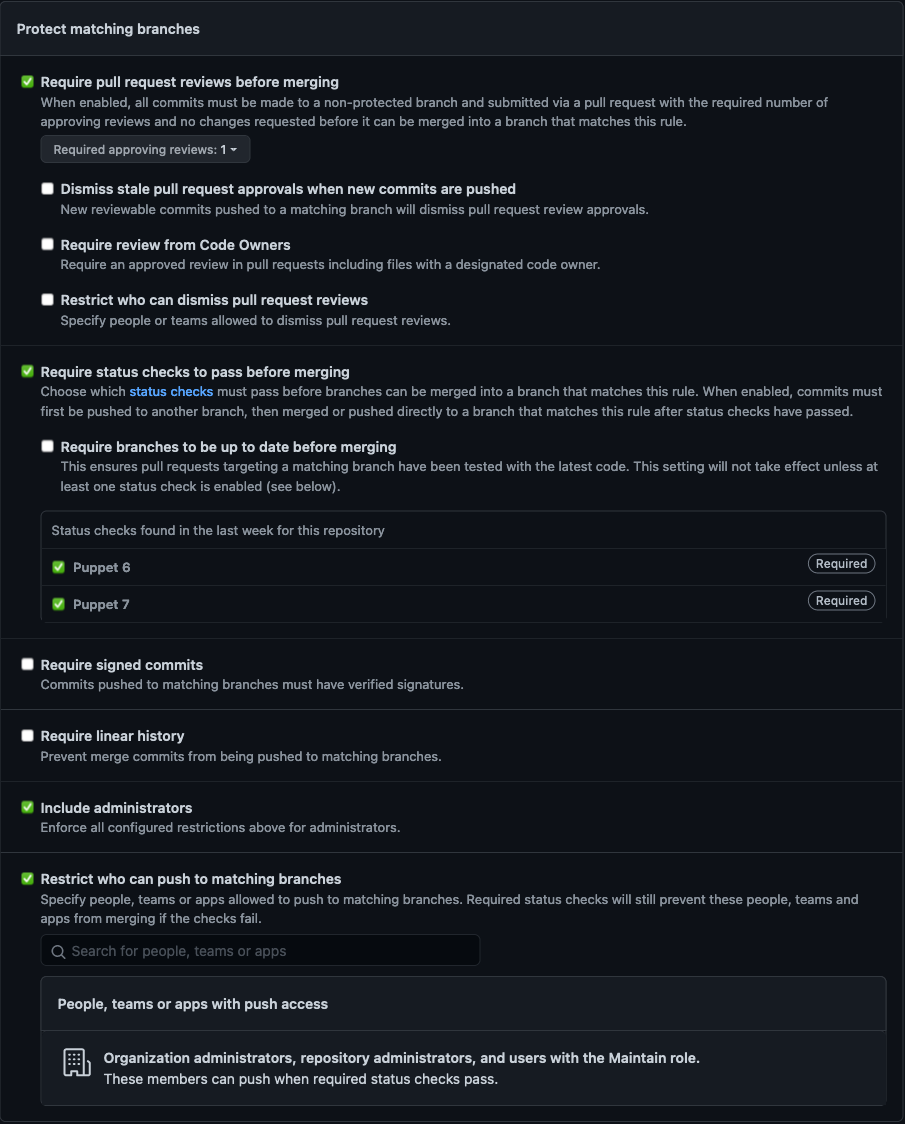 Protect matching branches
Require pull request reviews before merging
When enabled, all commits must be made to a non-protected branch and submitted via a pull request with the required number of
approving reviews and no changes requested before it can be merged into a branch that matches this rule.
Required approving reviews: 1
Dismiss stale pull request approvals when new commits are pushed
New reviewable commits pushed to a matching branch will dismiss pull request review approvals.
Require review from Code Owners
Require an approved review in pull requests including files with a designated code owner.
Restrict who can dismiss pull request reviews
Specify people or teams allowed to dismiss pull request reviews.
Require status checks to pass before merging
Choose which status checks must pass before branches can be merged into a branch that matches this rule. When enabled, commits must
first be pushed to another branch, then merged or pushed directly to a branch that matches this rule after status checks have passed.
Require branches to be up to date before merging
This ensures pull requests targeting a matching branch have been tested with the latest code. This setting will not take effect unless at
least one status check is enabled (see below).
Status checks found in the last week for this repository
Puppet 6 Required
Puppet 7 Required
Require signed commits
Commits pushed to matching branches must have verified signatures.
Require linear history
Prevent merge commits from being pushed to matching branches.
Include administrators
Enforce all configured restrictions above for administrators.
Restrict who can push to matching branches
Specify people, teams or apps allowed to push to matching branches. Required status checks will still prevent these people, teams and
apps from merging if the checks fail.
Search for people, teams or apps
People, teams or apps with push access
Organization administrators, repository administrators, and users with the Maintain role.
These members can push when required status checks pass.